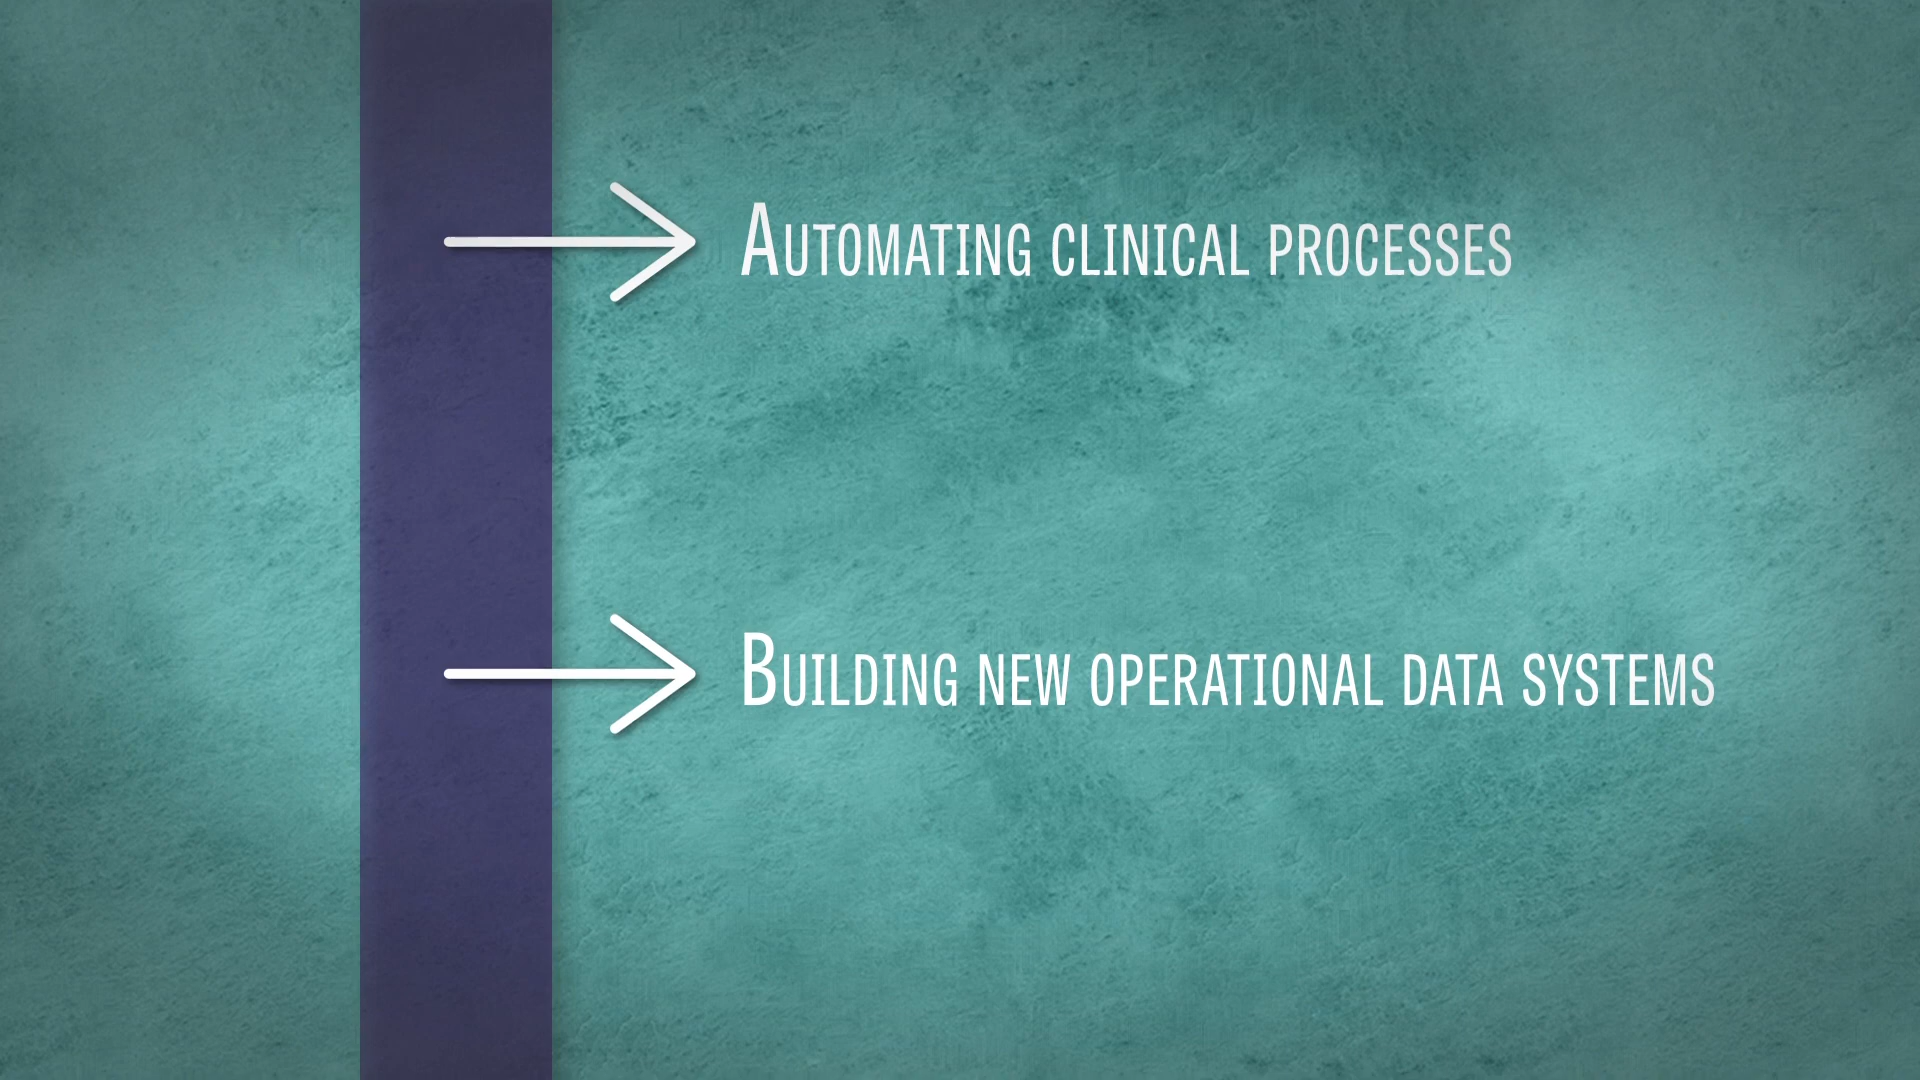 Automating clinical processes
Building new operational data systems